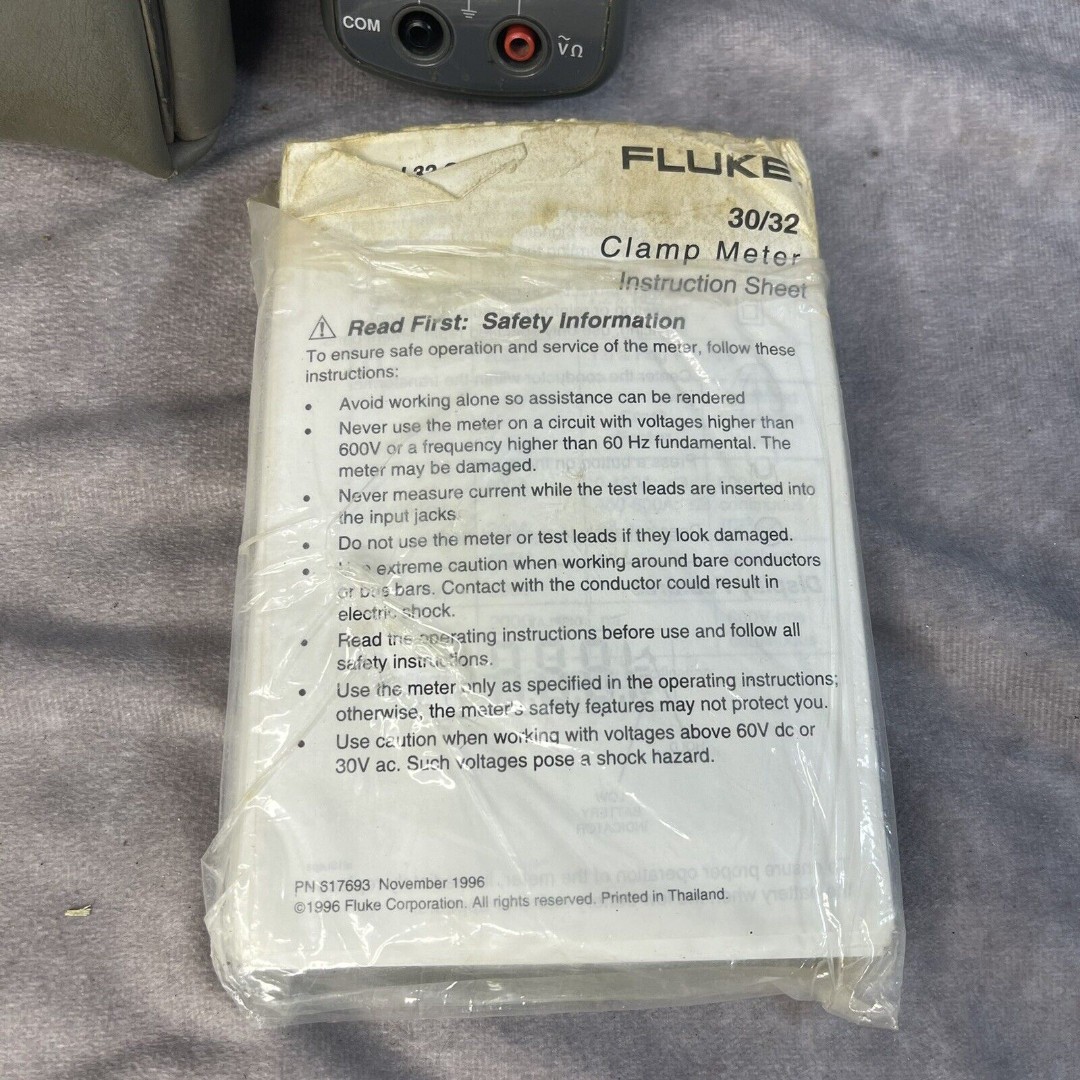 COM
ṼΩ
32
FLUKE
30/32
Clamp Meter
Instruction Sheet
Read First: Safety Information
To ensure safe operation and service of the meter, follow these
instructions:
• Avoid working alone so assistance can be rendered
• Never use the meter on a circuit with voltages higher than
600V or a frequency higher than 60 Hz fundamental. The
meter may be damaged.
• Never measure current while the test leads are inserted into
the input jacks.
• Do not use the meter or test leads if they look damaged.
• extreme caution when working around bare conductors
or bus bars. Contact with the conductor could result in
electric shock.
• Read the operating instructions before use and follow all
safety instructions.
• Use the meter only as specified in the operating instructions;
otherwise, the meter's safety features may not protect you.
• Use caution when working with voltages above 60V dc or
30V ac. Such voltages pose a shock hazard.
PN 617693 November 1996
©1996 Fluke Corporation. All rights reserved. Printed in Thailand.